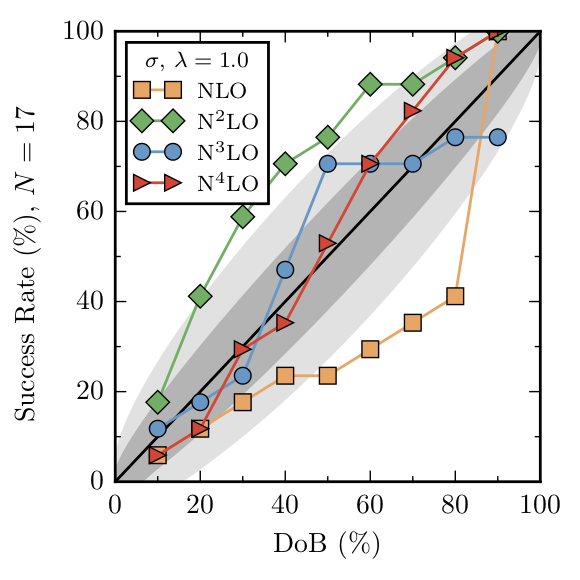 100
80
60
40
20
0
0 20 40 60 80 100
Success Rate (%), N = 17
DoB (%)
σ, λ = 1.0
NLO
N²LO
N³LO
N⁴LO